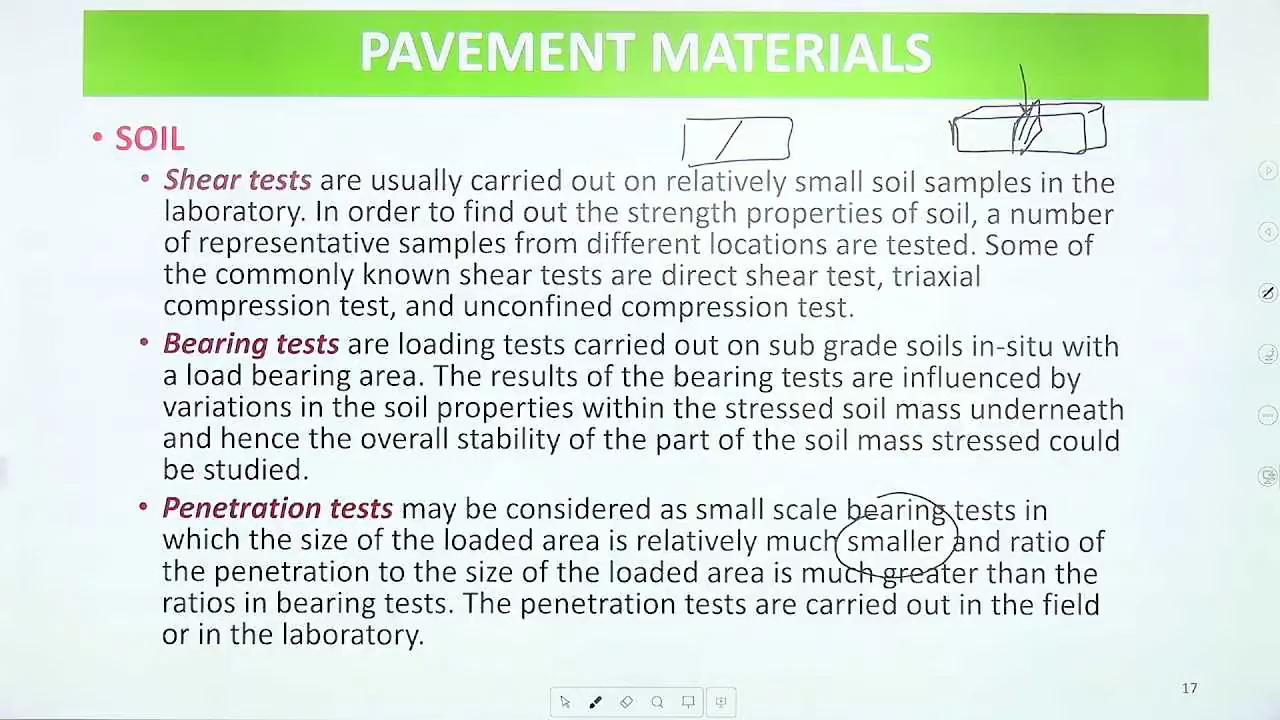 PAVEMENT MATERIALS
• SOIL
• Shear tests are usually carried out on relatively small soil samples in the
laboratory. In order to find out the strength properties of soil, a number
of representative samples from different locations are tested. Some of
the commonly known shear tests are direct shear test, triaxial
compression test, and unconfined compression test.
• Bearing tests are loading tests carried out on sub grade soils in-situ with
a load bearing area. The results of the bearing tests are influenced by
variations in the soil properties within the stressed soil mass underneath
and hence the overall stability of the part of the soil mass stressed could
be studied.
• Penetration tests may be considered as small scale bearing tests in
which the size of the loaded area is relatively much smaller and ratio of
the penetration to the size of the loaded area is much greater than the
ratios in bearing tests. The penetration tests are carried out in the field
or in the laboratory.
17